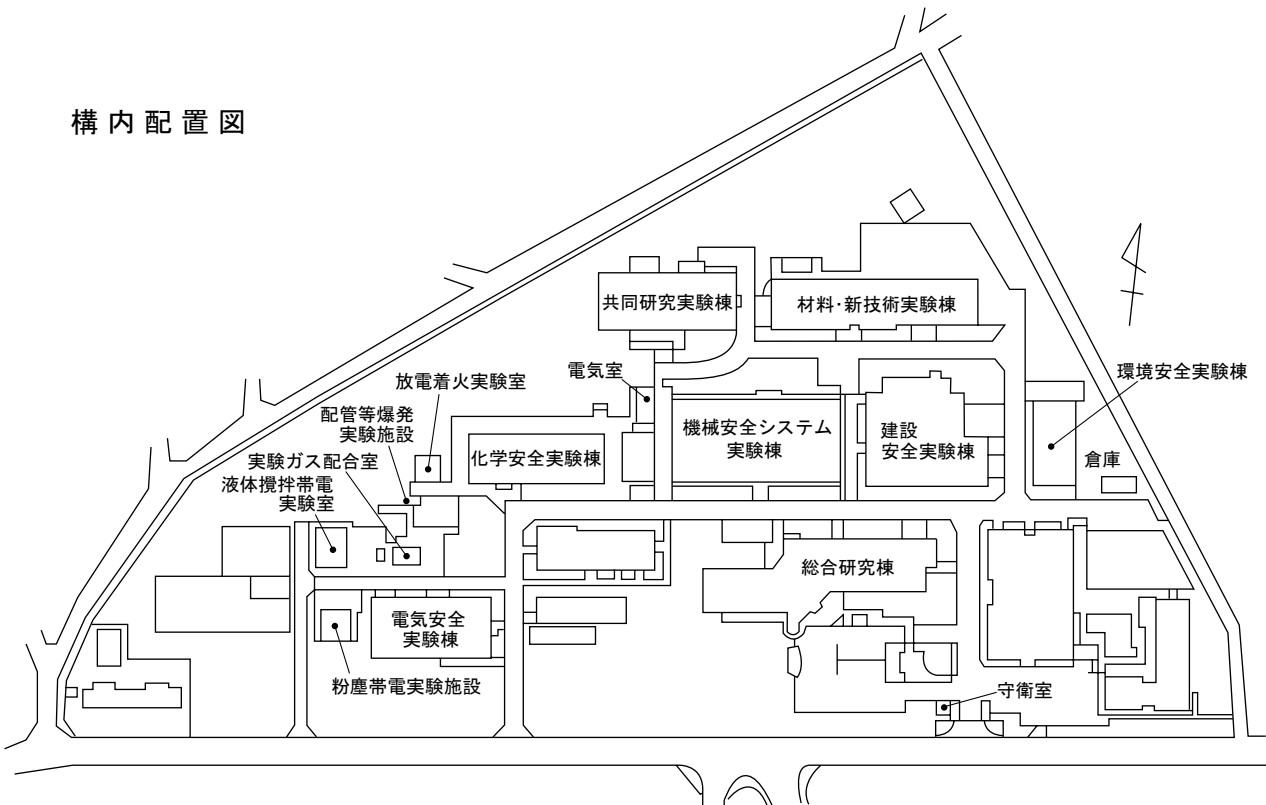 構内配置図
共同研究実験棟
材料・新技術実験棟
電気室
放電着火実験室
環境安全実験棟
配管等爆発
実験施設
機械安全システム
実験棟
建設
安全実験棟
実験ガス配合室
化学安全実験棟
倉庫
液体攪拌帯電
実験室
総合研究棟
電気安全
実験棟
粉塵帯電実験施設
守衛室